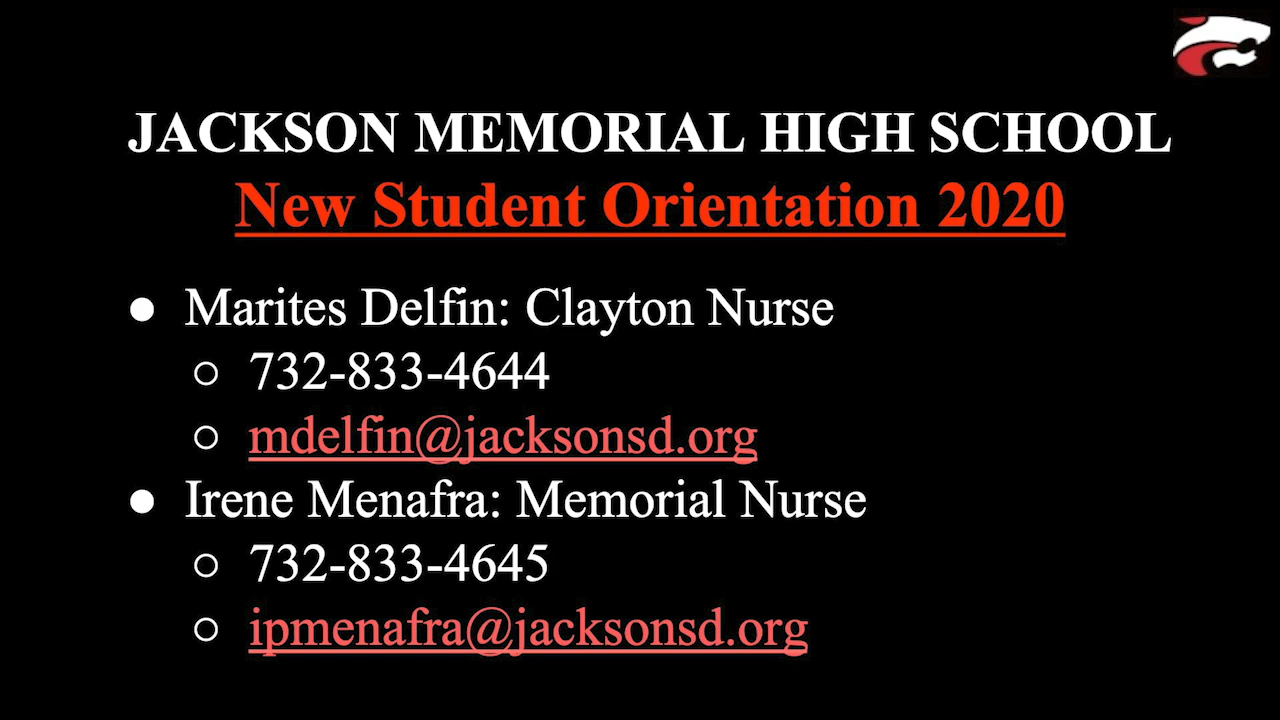 JACKSON MEMORIAL HIGH SCHOOL
New Student Orientation 2020
● Marites Delfin: Clayton Nurse
○ 732-833-4644
○ mdelfin@jacksonsd.org
● Irene Menafra: Memorial Nurse
○ 732-833-4645
○ ipmenafra@jacksonsd.org